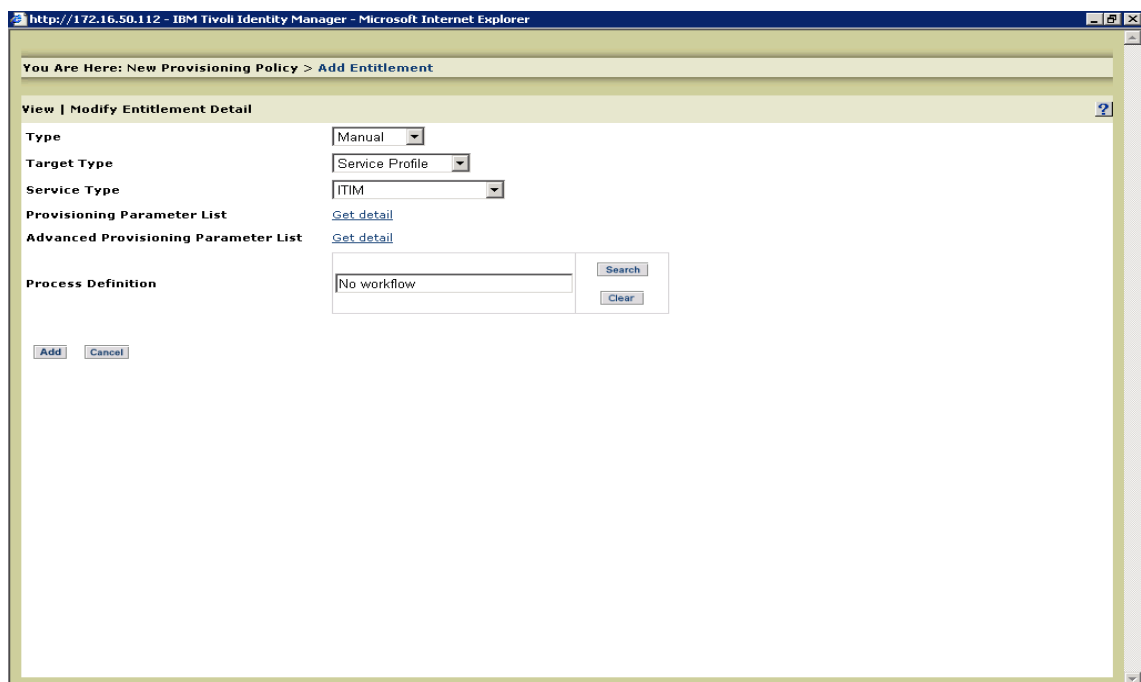 http://172.16.50.112 - IBM Tivoli Identity Manager - Microsoft Internet Explorer
You Are Here: New Provisioning Policy > Add Entitlement
View | Modify Entitlement Detail
?
Type Manual
Target Type Service Profile
Service Type ITIM
Provisioning Parameter List Get detail
Advanced Provisioning Parameter List Get detail
Search
Process Definition No workflow
Clear
Add Cancel